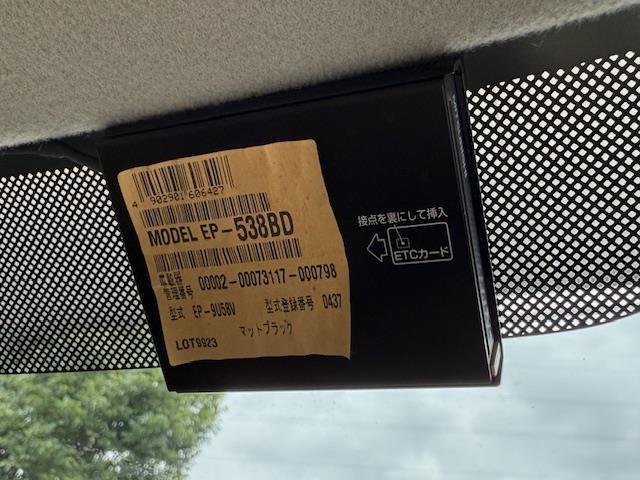 4 902901 606427
MODEL EP-538BD
車載器
管理番号 00002-00073117-000798
型式 EP-9U58V 型式登録番号 0437
マットブラック
LOT9923
接点を裏にして挿入
ETCカード